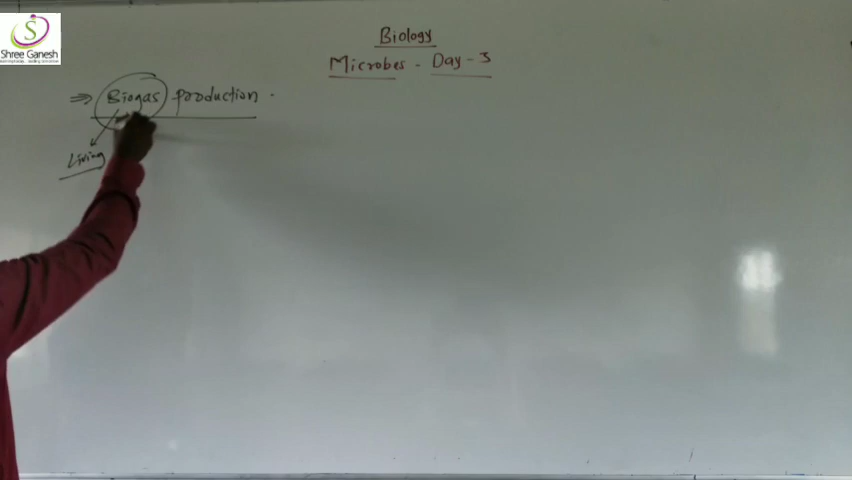 S
Shree Ganesh
Biology
Microbes - Day - 3
⇒ Biogas production .
Living